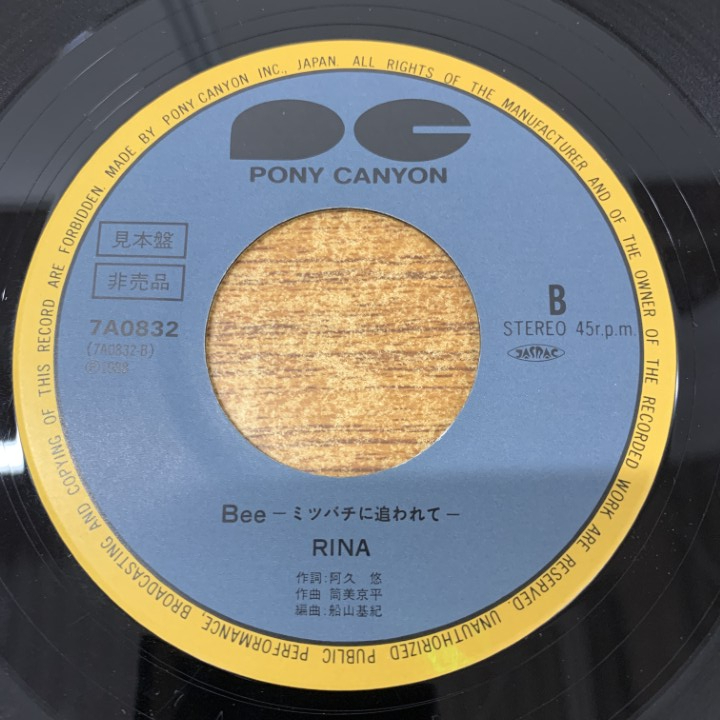 MADE BY PONY CANYON INC., JAPAN. ALL RIGHTS OF THE MANUFACTURER AND OF THE OWNER OF THE RECORDED WORK ARE RESERVED. UNAUTHORIZED PUBLIC PERFORMANCE, BROADCASTING AND COPYING OF THIS RECORD ARE FORBIDDEN.
PC
PONY CANYON
見本盤
非売品
7A0832
(7A0832-B)
Ⓟ1988
B
STEREO 45r.p.m.
JASRAC
Bee −ミツバチに追われて−
RINA
作詞:阿久 悠
作曲 筒美京平
編曲:船山基紀